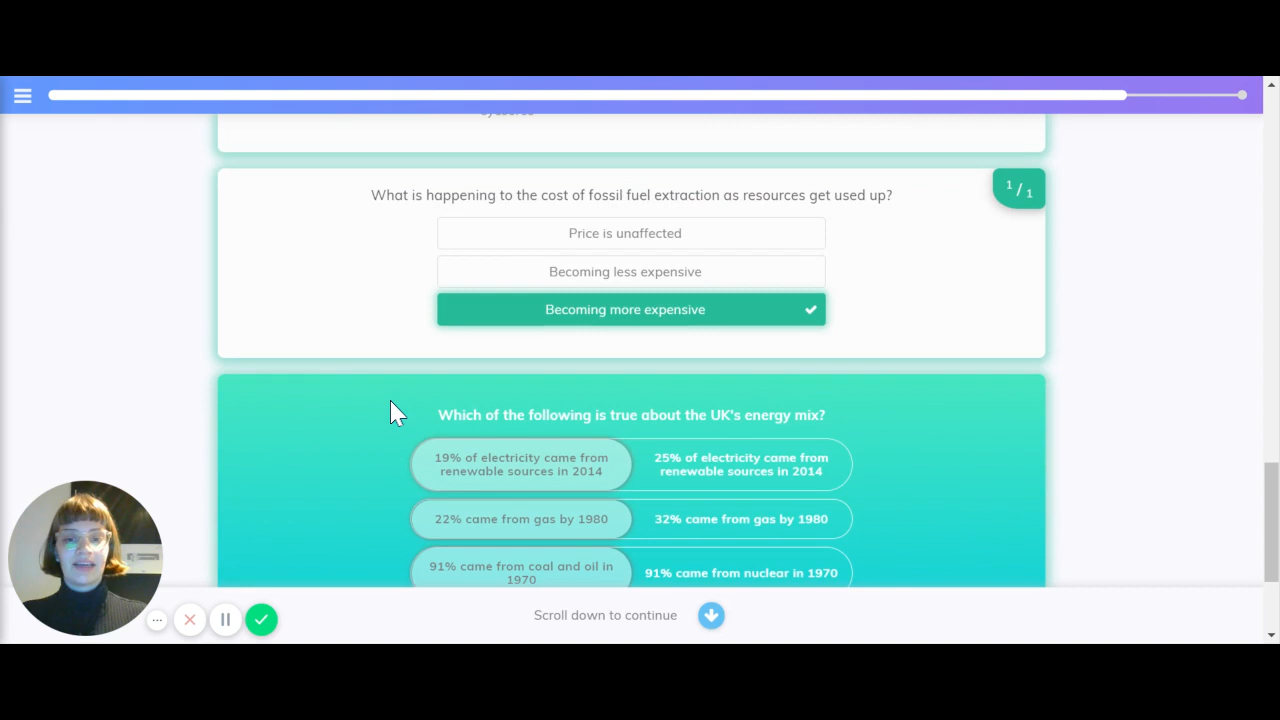 What is happening to the cost of fossil fuel extraction as resources get used up?
1 / 1
Price is unaffected
Becoming less expensive
Becoming more expensive
Which of the following is true about the UK's energy mix?
19% of electricity came from
renewable sources in 2014
25% of electricity came from
renewable sources in 2014
22% came from gas by 1980
32% came from gas by 1980
91% came from coal and oil in
1970
91% came from nuclear in 1970
Scroll down to continue